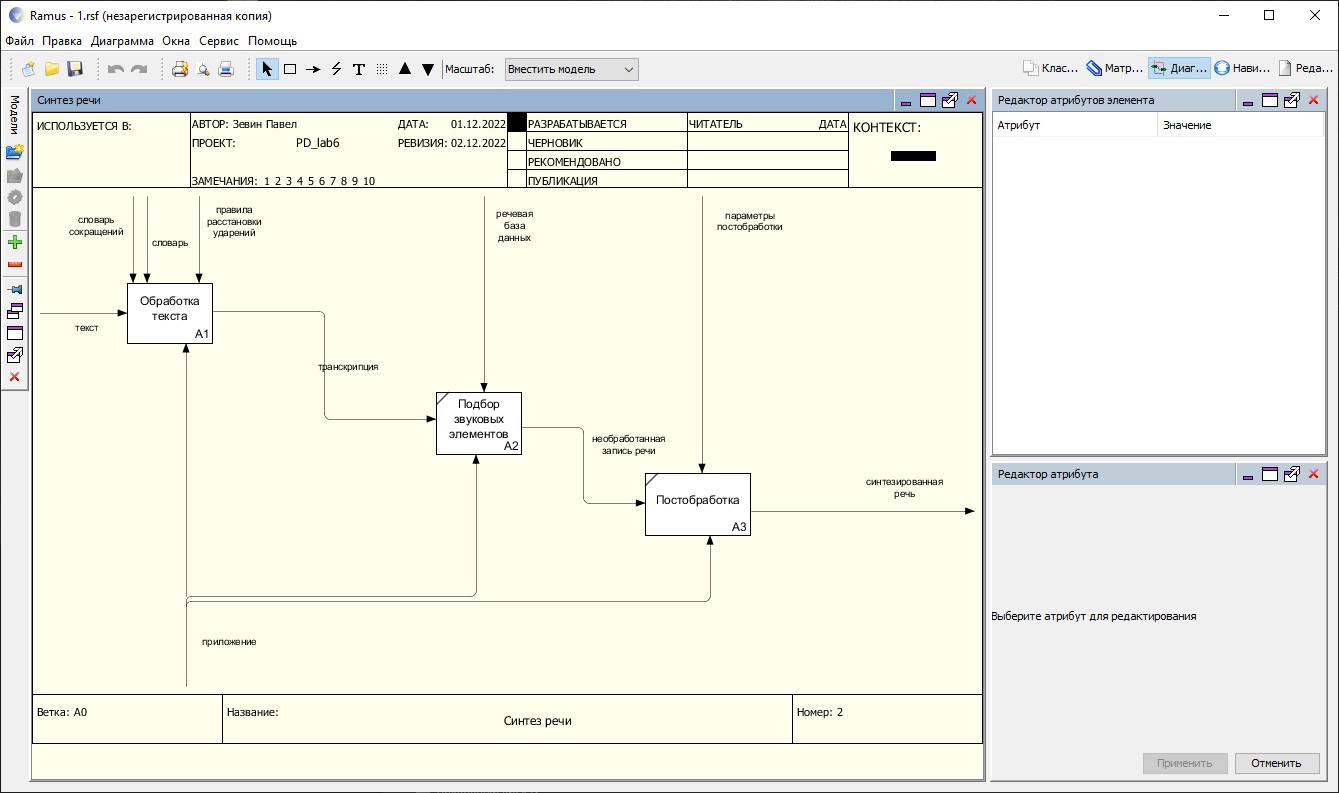 Ramus - 1.rsf (незарегистрированная копия)
Файл Правка Диаграмма Окна Сервис Помощь
Масштаб: Вместить модель
Клас... Матр... Диаг... Нави... Реда...
Модели
Синтез речи
ИСПОЛЬЗУЕТСЯ В:
АВТОР: Зевин Павел ДАТА: 01.12.2022
ПРОЕКТ: PD_lab6 РЕВИЗИЯ: 02.12.2022
ЗАМЕЧАНИЯ: 1 2 3 4 5 6 7 8 9 10
РАЗРАБАТЫВАЕТСЯ
ЧЕРНОВИК
РЕКОМЕНДОВАНО
ПУБЛИКАЦИЯ
ЧИТАТЕЛЬ ДАТА
КОНТЕКСТ:
словарь
сокращений
словарь
правила
расстановки
ударений
речевая
база
данных
параметры
постобработки
текст
Обработка
текста
A1
транскрипция
Подбор
звуковых
элементов
A2
необработанная
запись речи
Постобработка
A3
синтезированная
речь
приложение
Ветка: A0
Название:
Синтез речи
Номер: 2
Редактор атрибутов элемента
Атрибут Значение
Редактор атрибута
Выберите атрибут для редактирования
Применить Отменить